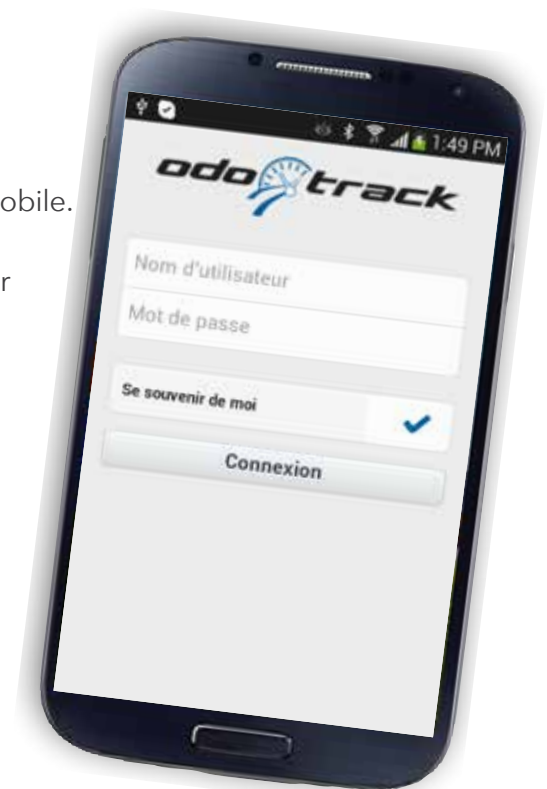 1:49 PM
odotrack
obile.
r
Nom d'utilisateur
Mot de passe
Se souvenir de moi
Connexion